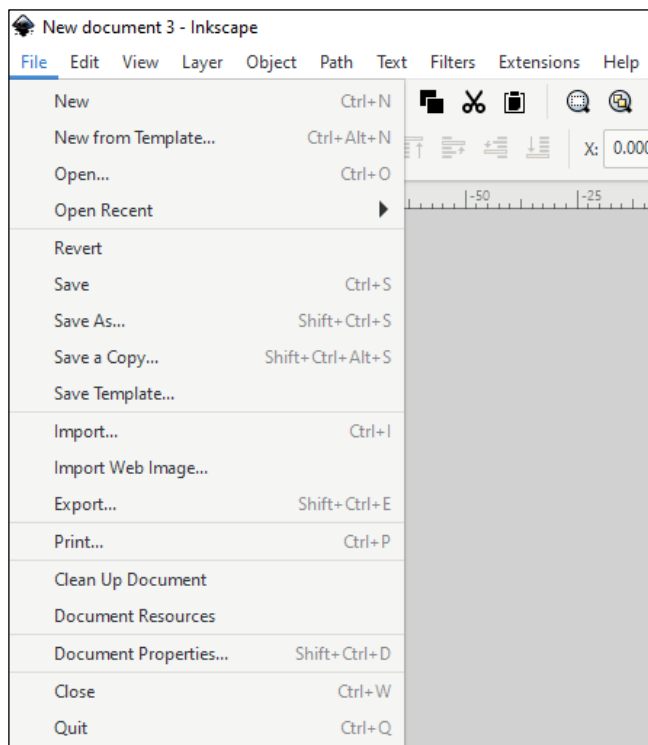 New document 3 - Inkscape
File Edit View Layer Object Path Text Filters Extensions Help
New Ctrl+N
New from Template... Ctrl+Alt+N
Open... Ctrl+O
Open Recent
Revert
Save Ctrl+S
Save As... Shift+Ctrl+S
Save a Copy... Shift+Ctrl+Alt+S
Save Template...
Import... Ctrl+I
Import Web Image...
Export... Shift+Ctrl+E
Print... Ctrl+P
Clean Up Document
Document Resources
Document Properties... Shift+Ctrl+D
Close Ctrl+W
Quit Ctrl+Q
X: 0.000
-50 -25